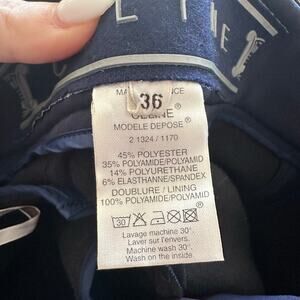 36
CELINE®
MODELE DEPOSE®
2 1324 / 1170
45% POLYESTER
35% POLYAMIDE/POLYAMID
14% POLYURETHANE
6% ELASTHANNE/SPANDEX
DOUBLURE / LINING
100% POLYAMIDE/POLYAMID
30
Lavage machine 30°.
Laver sur l'envers.
Machine wash 30°.
Wash on the inside.